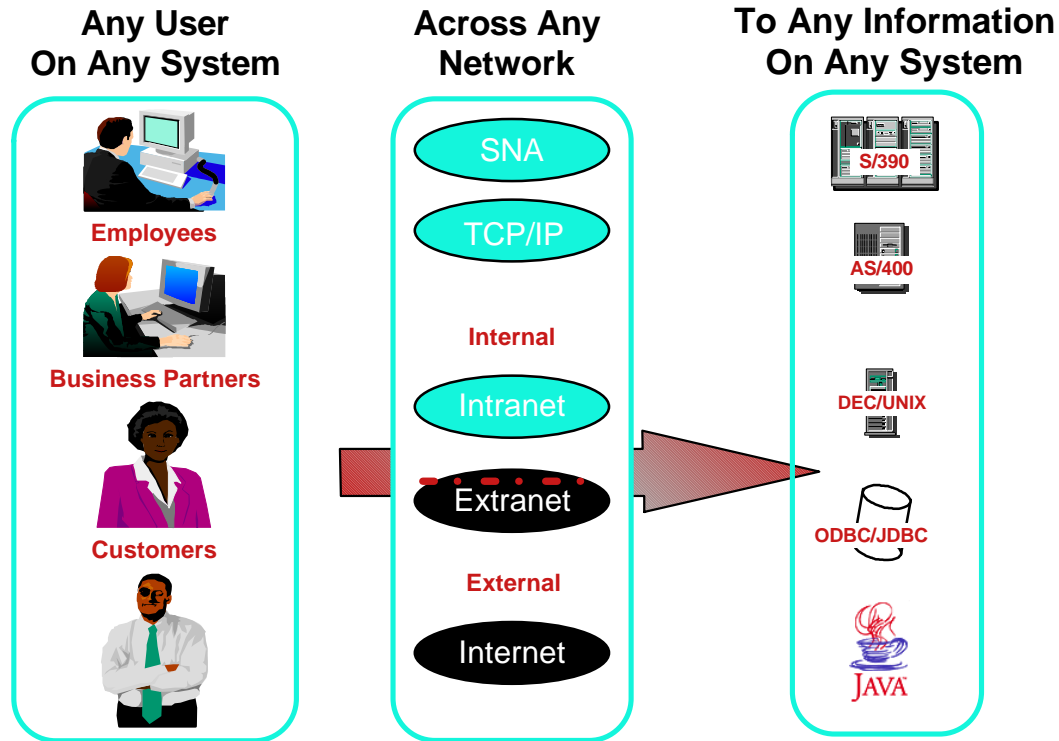 Any User
On Any System
Employees
Business Partners
Customers
Across Any
Network
SNA
TCP/IP
Internal
Intranet
Extranet
External
Internet
To Any Information
On Any System
S/390
AS/400
DEC/UNIX
ODBC/JDBC
JAVA